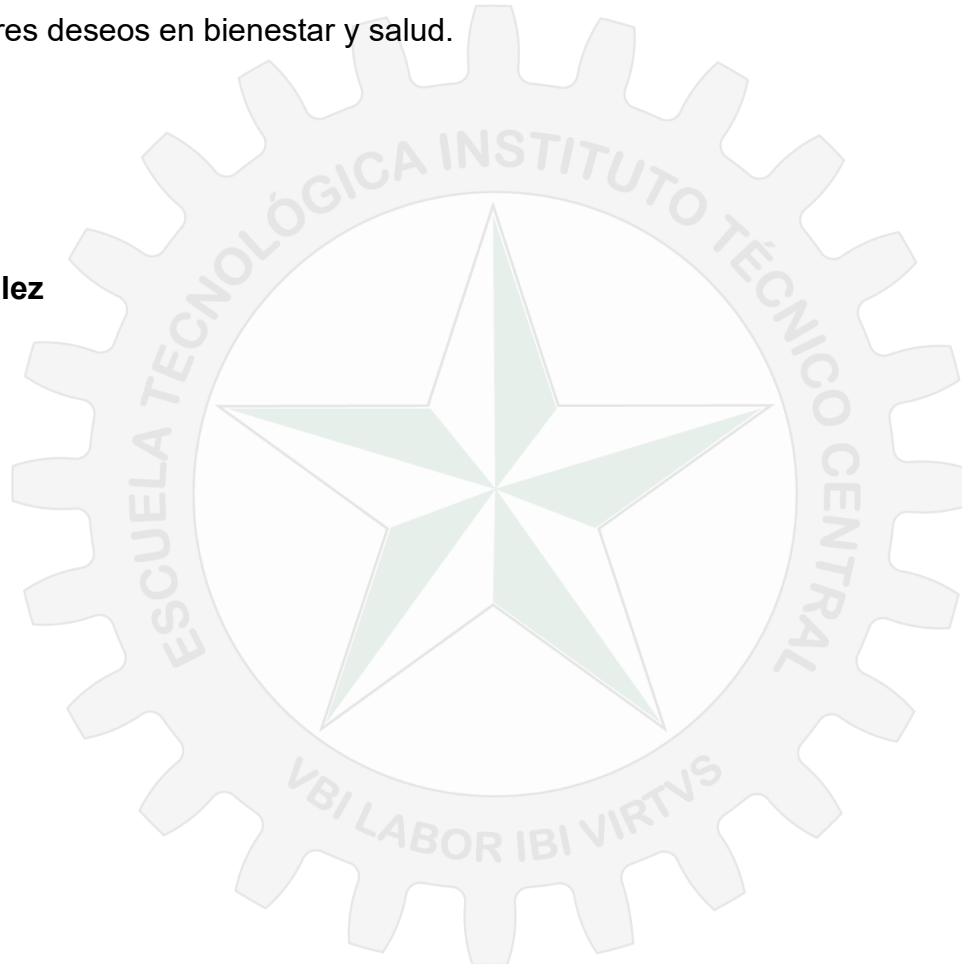 res deseos en bienestar y salud.
lez
ESCUELA TECNOLÓGICA INSTITUTO TÉCNICO CENTRAL
VBI LABOR IBI VIRTVS